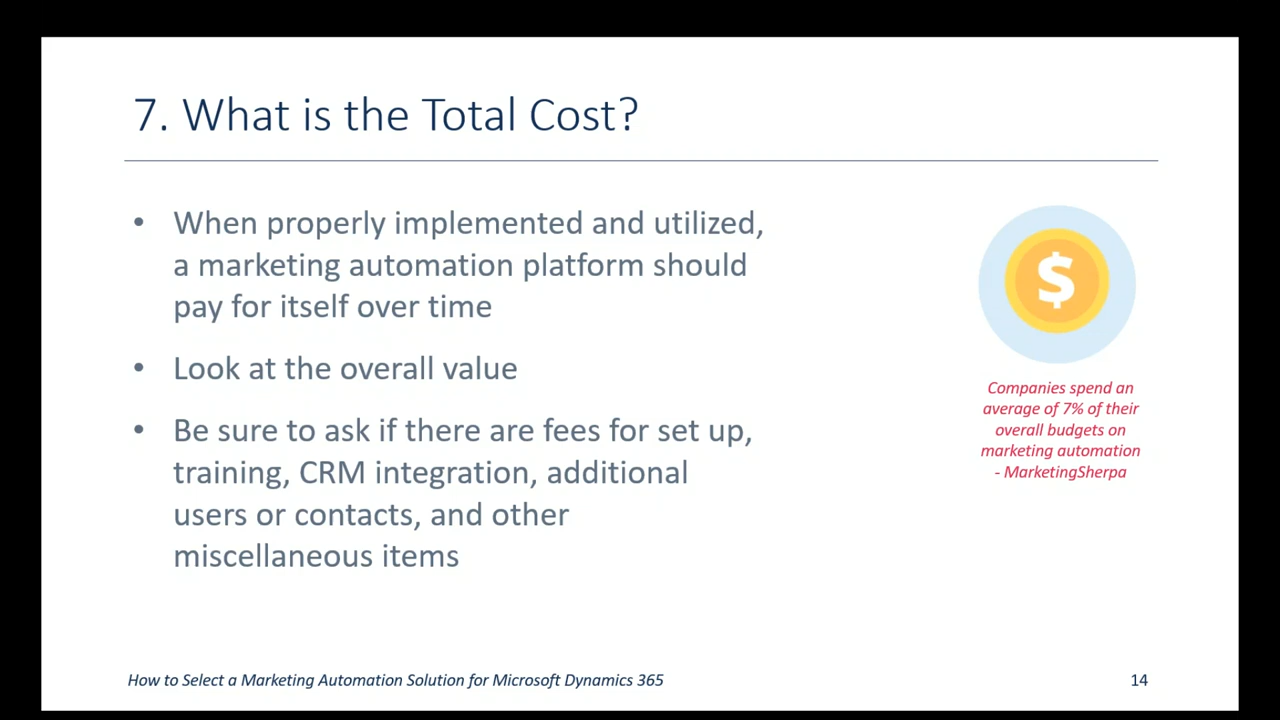 7. What is the Total Cost?
• When properly implemented and utilized,
a marketing automation platform should
pay for itself over time
• Look at the overall value
• Be sure to ask if there are fees for set up,
training, CRM integration, additional
users or contacts, and other
miscellaneous items
$
Companies spend an
average of 7% of their
overall budgets on
marketing automation
- MarketingSherpa
How to Select a Marketing Automation Solution for Microsoft Dynamics 365
14